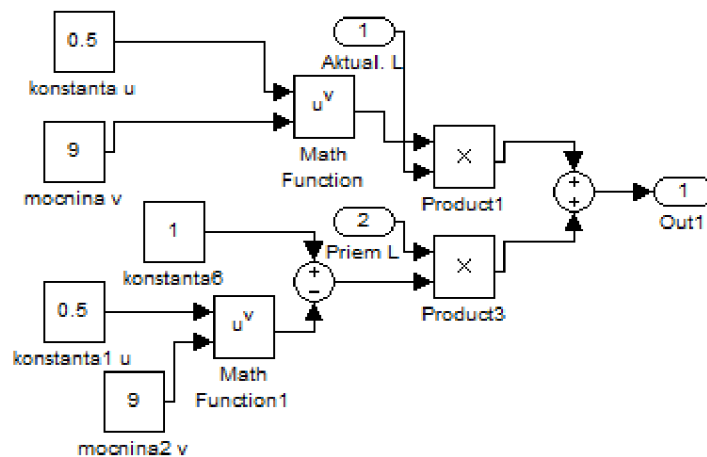 0.5
konstanta u
9
mocnina v
u^v
Math
Function
1
Aktual. L
×
Product1
+
+
1
Out1
1
konstanta6
+
−
2
Priem L
×
Product3
0.5
konstanta1 u
u^v
Math
Function1
9
mocnina2 v